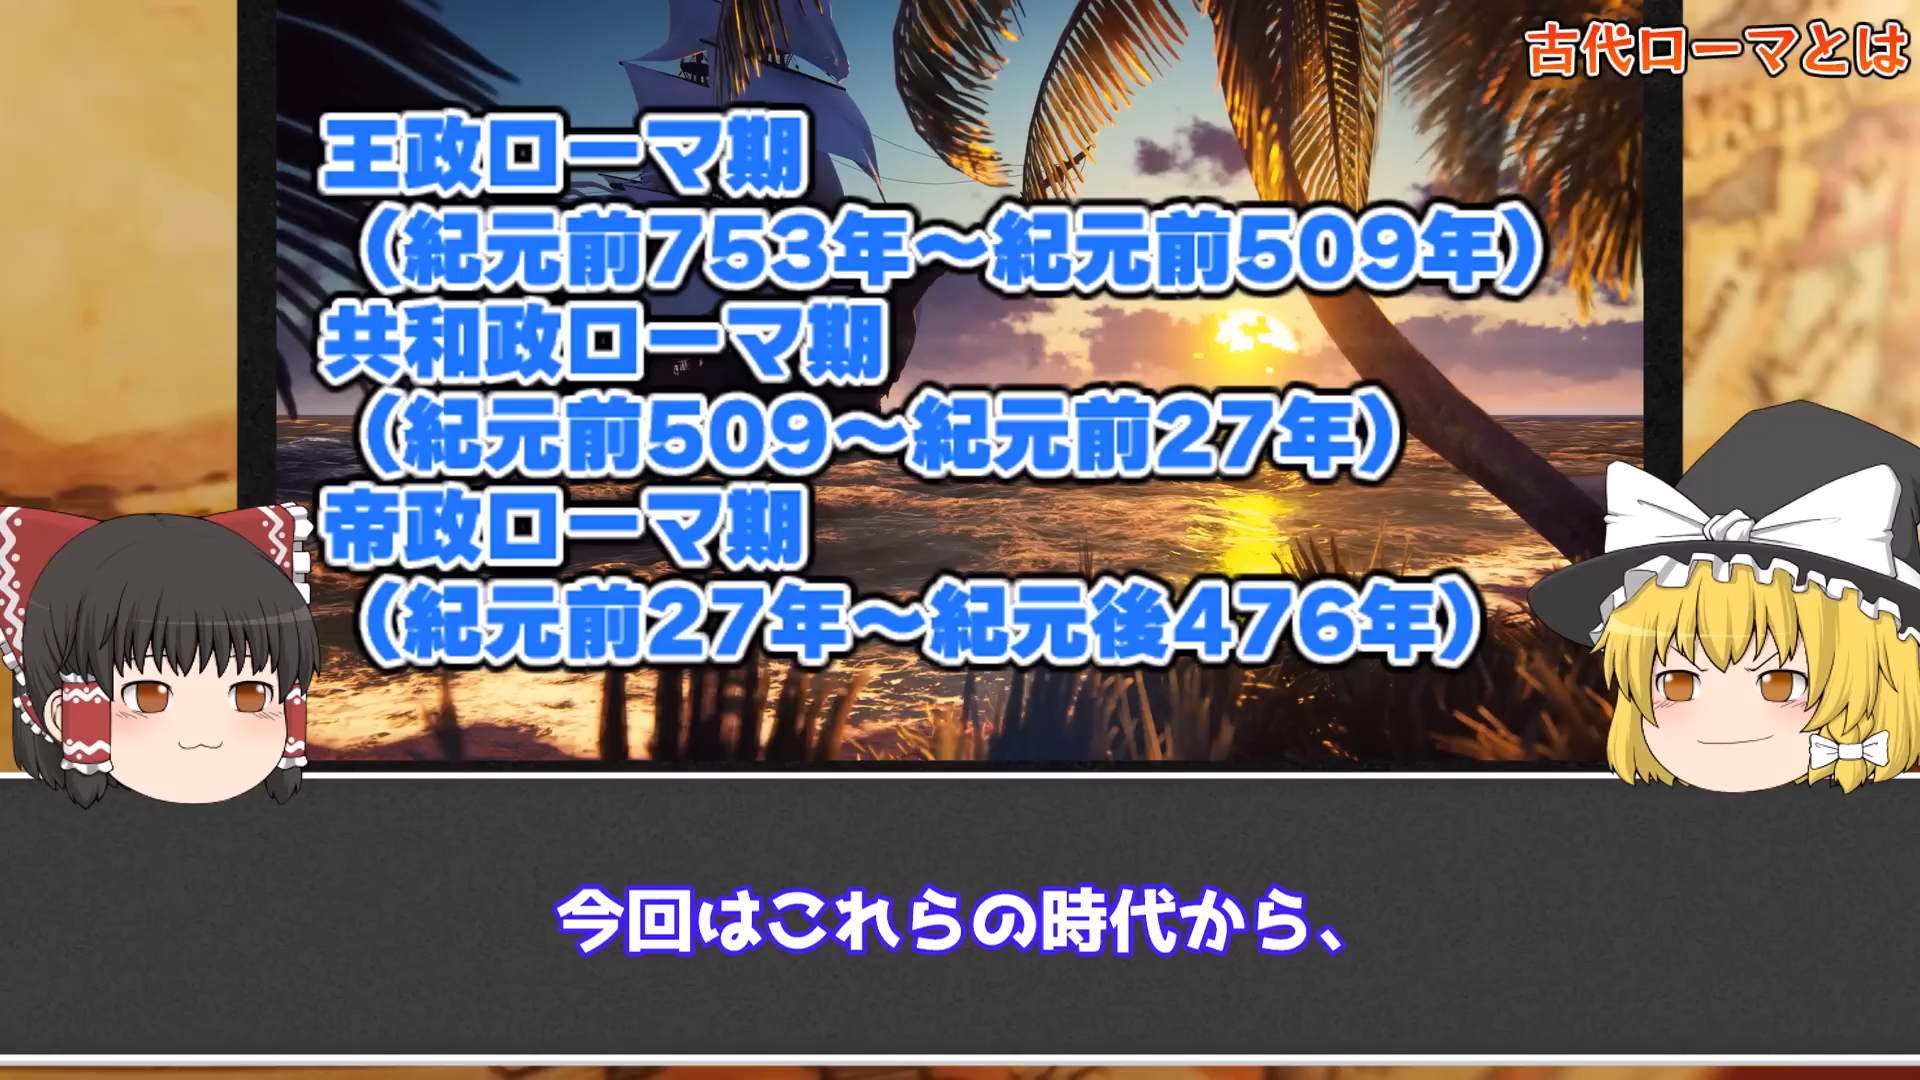 古代ローマとは
王政ローマ期
（紀元前753年～紀元前509年）
共和政ローマ期
（紀元前509～紀元前27年）
帝政ローマ期
（紀元前27年～紀元後476年）
今回はこれらの時代から、